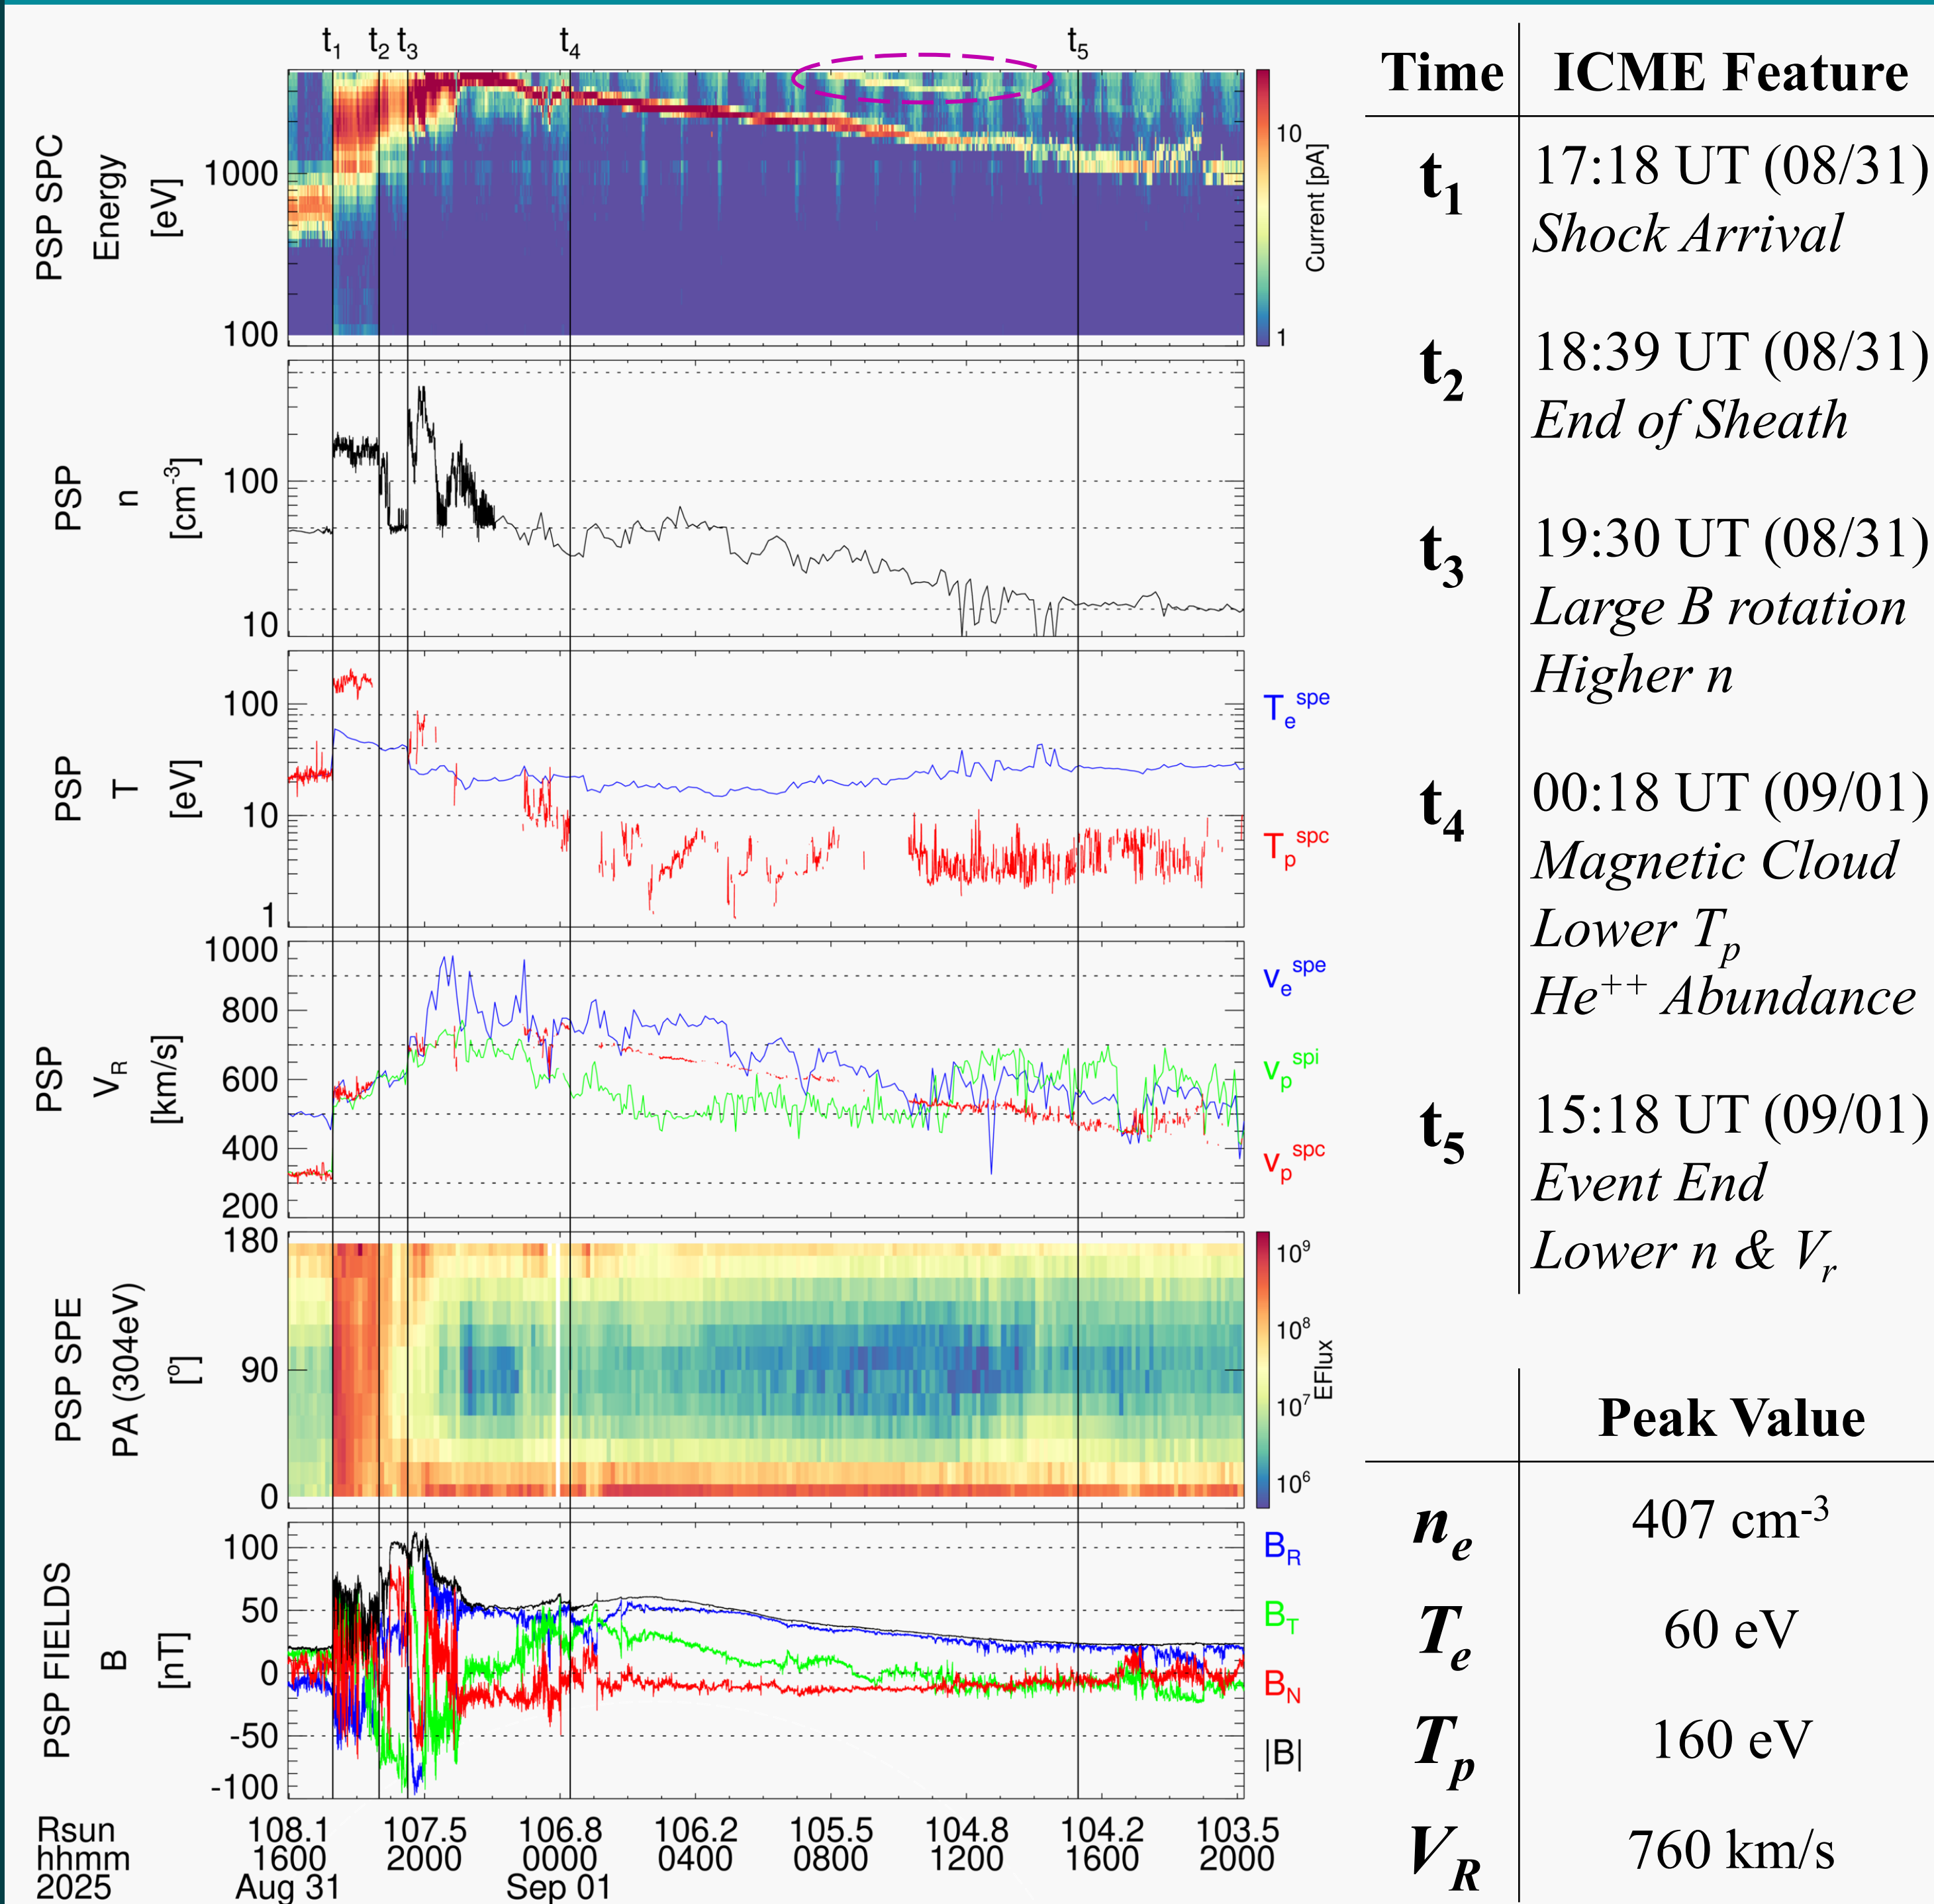 t1 t2 t3 t4 t5
PSP SPC
Energy
[eV]
1000
100
10
1
Current [pA]
PSP
n
[cm-3]
100
10
PSP
T
[eV]
100
10
1
Te spe
Tp spc
PSP
VR
[km/s]
1000
800
600
400
200
ve spe
vp spi
vp spc
PSP SPE
PA (304eV)
[º]
180
90
0
10⁹
10⁸
10⁷
10⁶
EFlux
PSP FIELDS
B
[nT]
100
50
0
-50
-100
BR
BT
BN
|B|
Rsun 108.1 107.5 106.8 106.2 105.5 104.8 104.2 103.5
hhmm 1600 2000 0000 0400 0800 1200 1600 2000
2025 Aug 31 Sep 01
Time ICME Feature
t1 17:18 UT (08/31)
Shock Arrival
t2 18:39 UT (08/31)
End of Sheath
t3 19:30 UT (08/31)
Large B rotation
Higher n
t4 00:18 UT (09/01)
Magnetic Cloud
Lower Tp
He++ Abundance
t5 15:18 UT (09/01)
Event End
Lower n & Vr
Peak Value
ne 407 cm-3
Te 60 eV
Tp 160 eV
VR 760 km/s